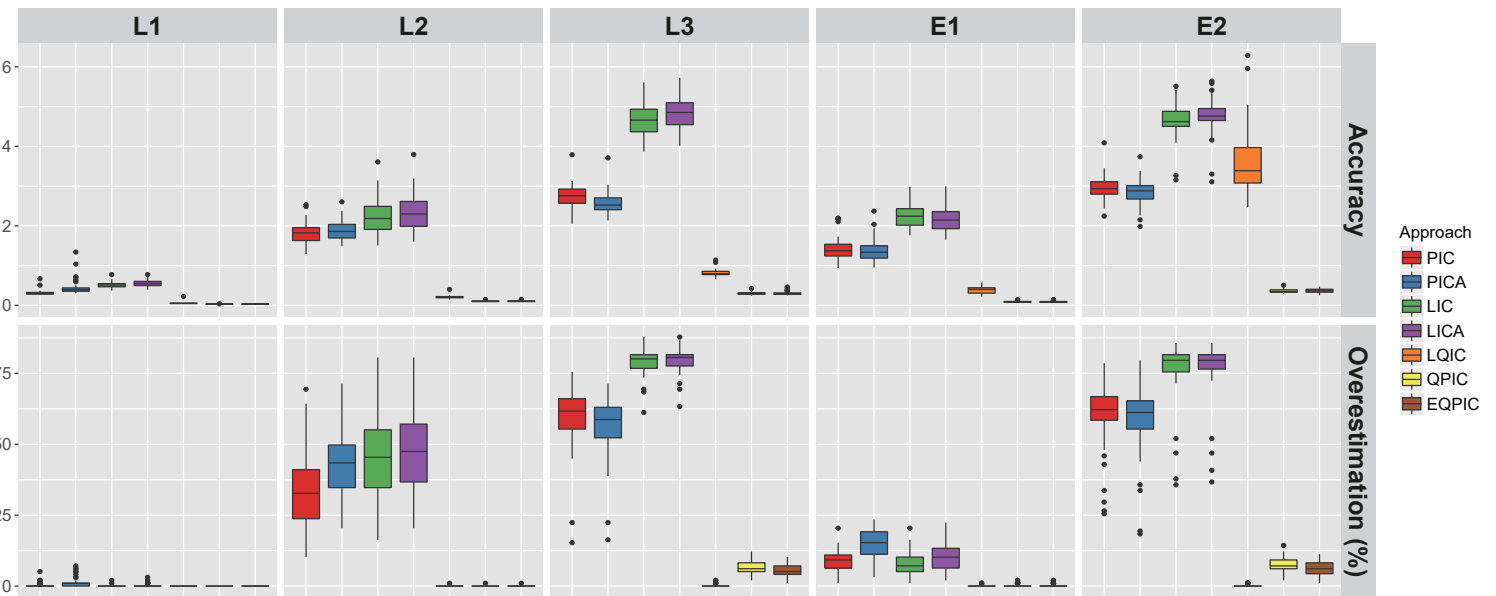 L1 L2 L3 E1 E2
6
4
2
0
Accuracy
75
50
25
0
Overestimation (%)
Approach
PIC
PICA
LIC
LICA
LQIC
QPIC
EQPIC